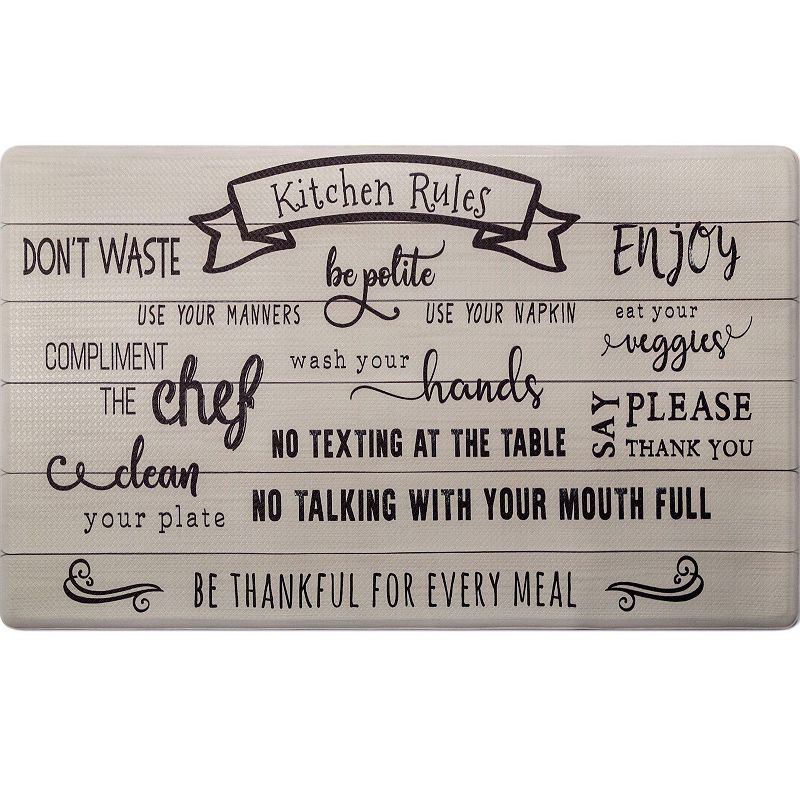 Kitchen Rules
DON'T WASTE
be polite
ENJOY
USE YOUR MANNERS
USE YOUR NAPKIN
eat your
veggies
COMPLIMENT
THE chef
wash your
hands
SAY
PLEASE
THANK YOU
NO TEXTING AT THE TABLE
clean
your plate
NO TALKING WITH YOUR MOUTH FULL
BE THANKFUL FOR EVERY MEAL